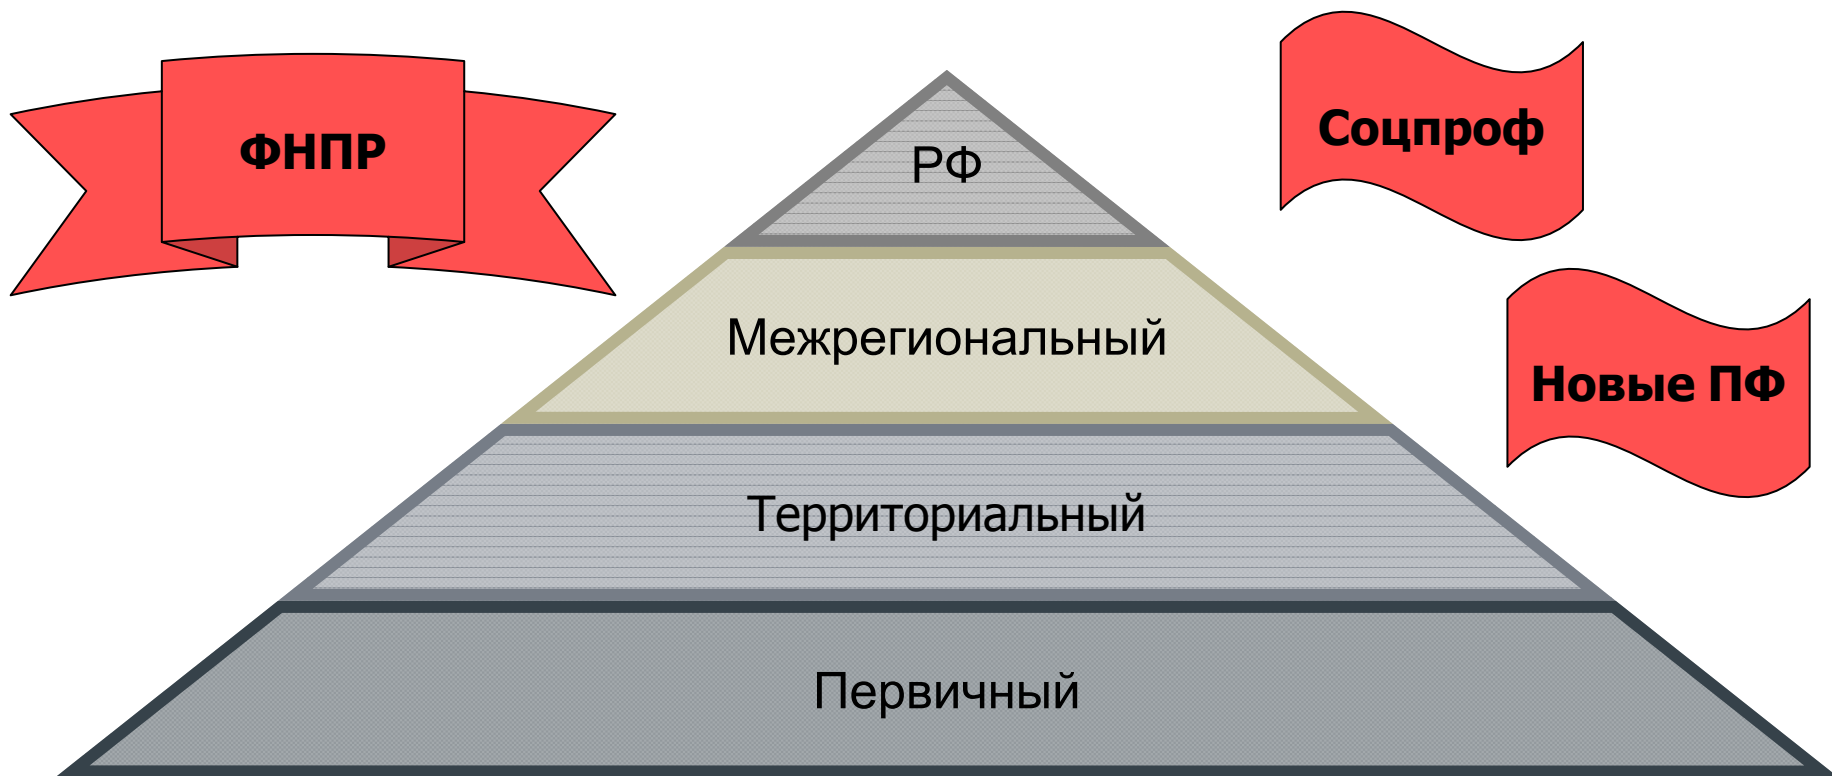 ФНПР
Соцпроф
РФ
Новые ПФ
Межрегиональный
Территориальный
Первичный